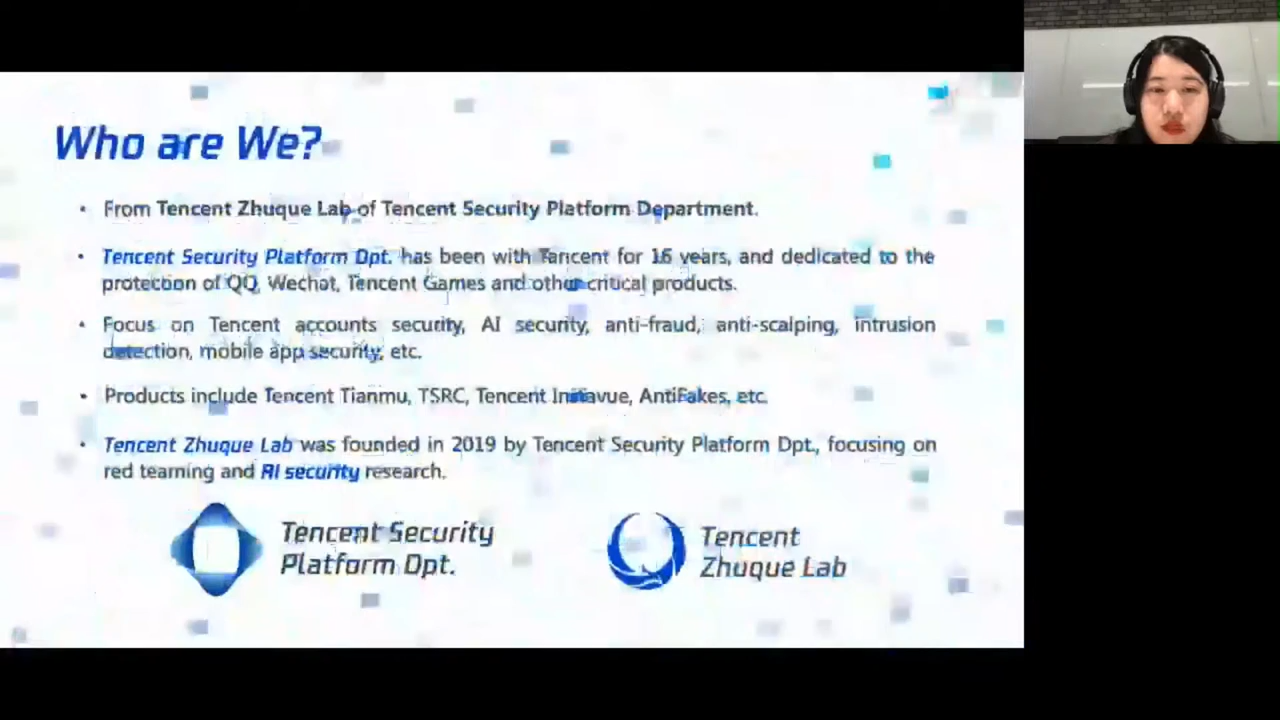 Who are We?
• From Tencent Zhuque Lab of Tencent Security Platform Department.
• Tencent Security Platform Dpt. has been with Tancent for 16 years, and dedicated to the
protection of QQ, Wechat, Tencent Games and other critical products.
• Focus on Tencent accounts security, AI security, anti-fraud, anti-scalping, intrusion
detection, mobile app security, etc.
• Products include Tencent Tianmu, TSRC, Tencent AntiFakes, etc.
• Tencent Zhuque Lab was founded in 2019 by Tencent Security Platform Dpt., focusing on
red tearning and AI security research.
Tencent Security
Platform Dpt.
Tencent
Zhuque Lab